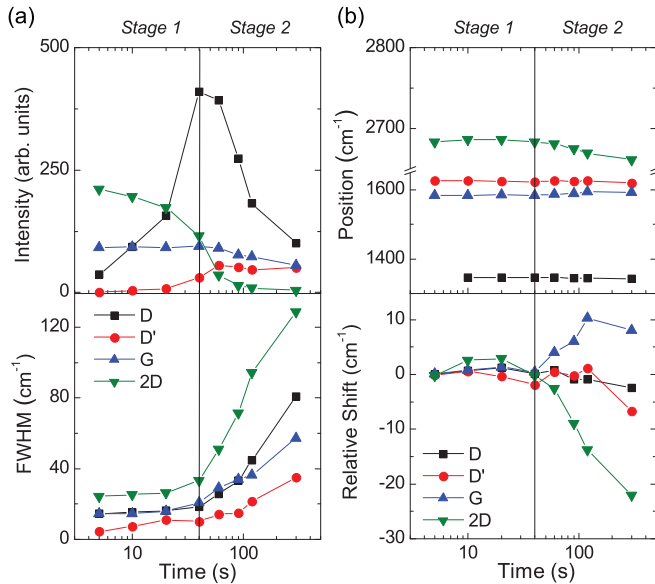 (a)
Stage 1
Stage 2
500
250
0
Intensity (arb. units)
120
80
40
0
FWHM (cm⁻¹)
D
D'
G
2D
10
100
Time (s)
(b)
Stage 1
Stage 2
2800
2700
1600
1400
Position (cm⁻¹)
10
0
-10
-20
-30
Relative Shift (cm⁻¹)
D
D'
G
2D
10
100
Time (s)